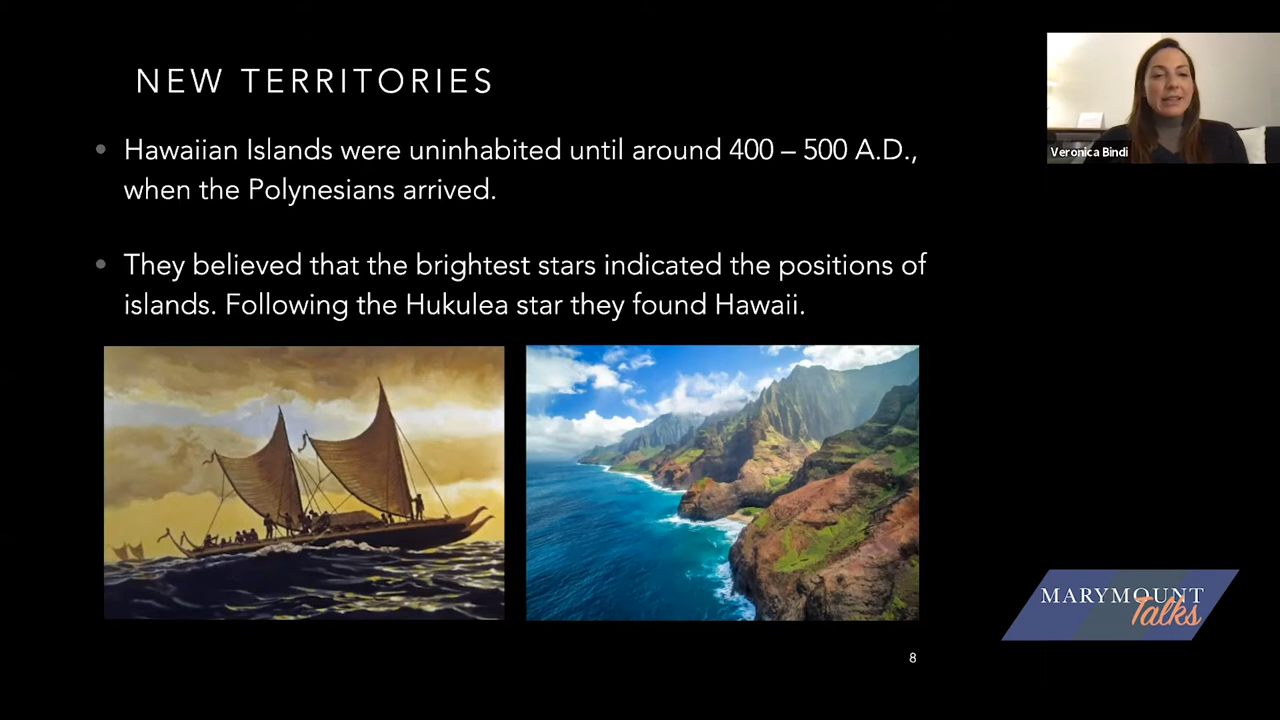 NEW TERRITORIES
Hawaiian Islands were uninhabited until around 400 – 500 A.D.,
when the Polynesians arrived.
They believed that the brightest stars indicated the positions of
islands. Following the Hukulea star they found Hawaii.
Veronica Bindi
MARYMOUNT
Talks
8